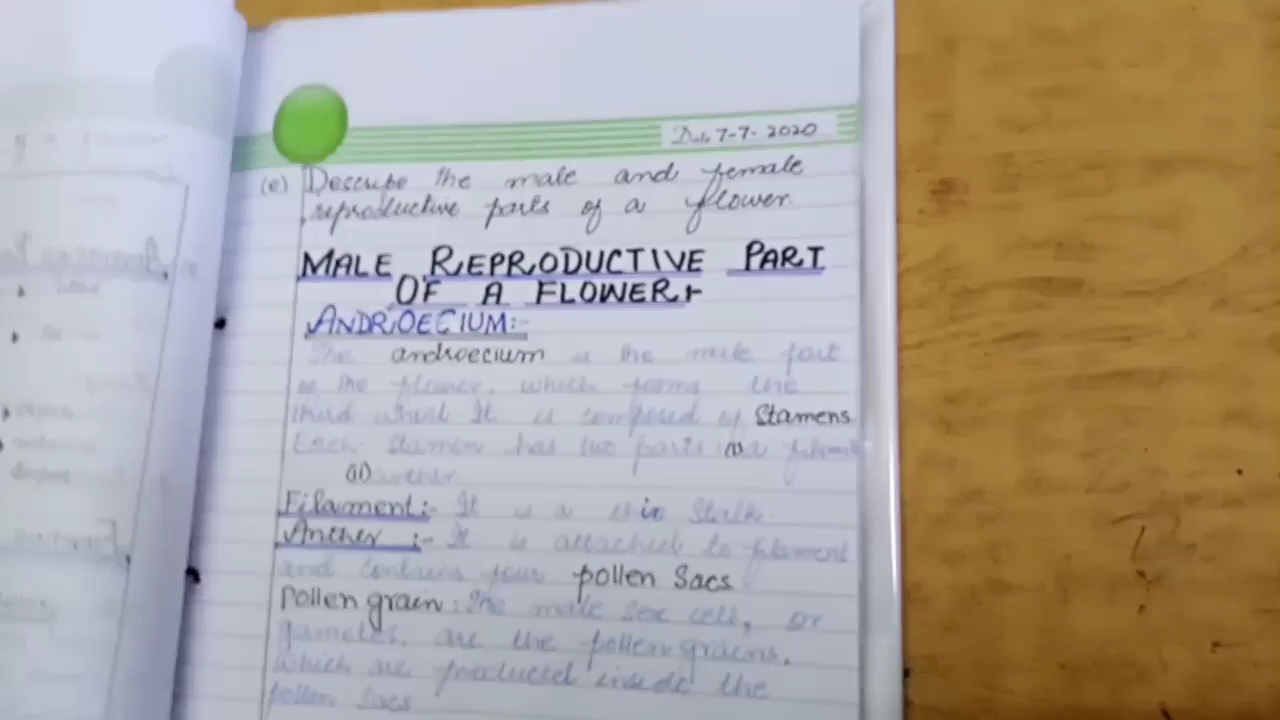 Date 7-7-2020
(e) Describe the male and female
reproductive parts of a flower.
MALE REPRODUCTIVE PART
OF A FLOWER:-
ANDROECIUM:-
The androecium is the male part
of the flower, which forms the
third whorl It is composed of Stamens.
Each stamen has two parts (i) a filament
(ii) anther
Filament:- It is a thin Stalk.
Anther :- It is attached to filament
and contains four pollen Sacs
Pollen grain: The male sex cell, or
gametes, are the pollen grains,
which are produced inside the
pollen sacs